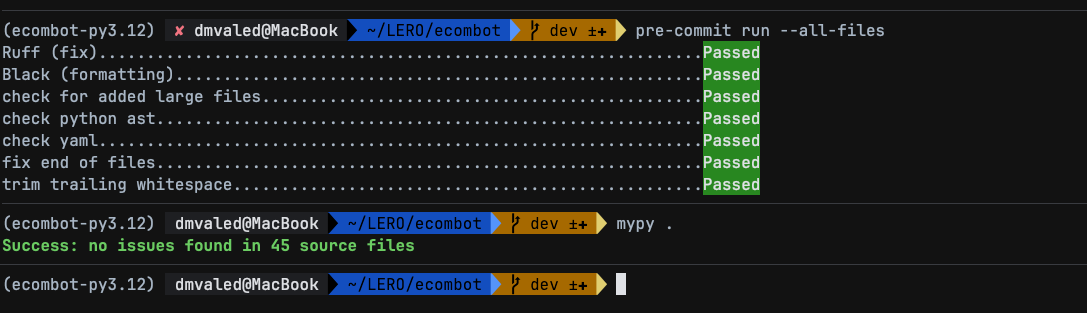 (ecombot-py3.12) ✘ dmvaled@MacBook ~/LERO/ecombot dev ±✚ pre-commit run --all-files
Ruff (fix)..............................................................Passed
Black (formatting)......................................................Passed
check for added large files.............................................Passed
check python ast........................................................Passed
check yaml..............................................................Passed
fix end of files........................................................Passed
trim trailing whitespace................................................Passed
(ecombot-py3.12) dmvaled@MacBook ~/LERO/ecombot dev ±✚ mypy .
Success: no issues found in 45 source files
(ecombot-py3.12) dmvaled@MacBook ~/LERO/ecombot dev ±✚